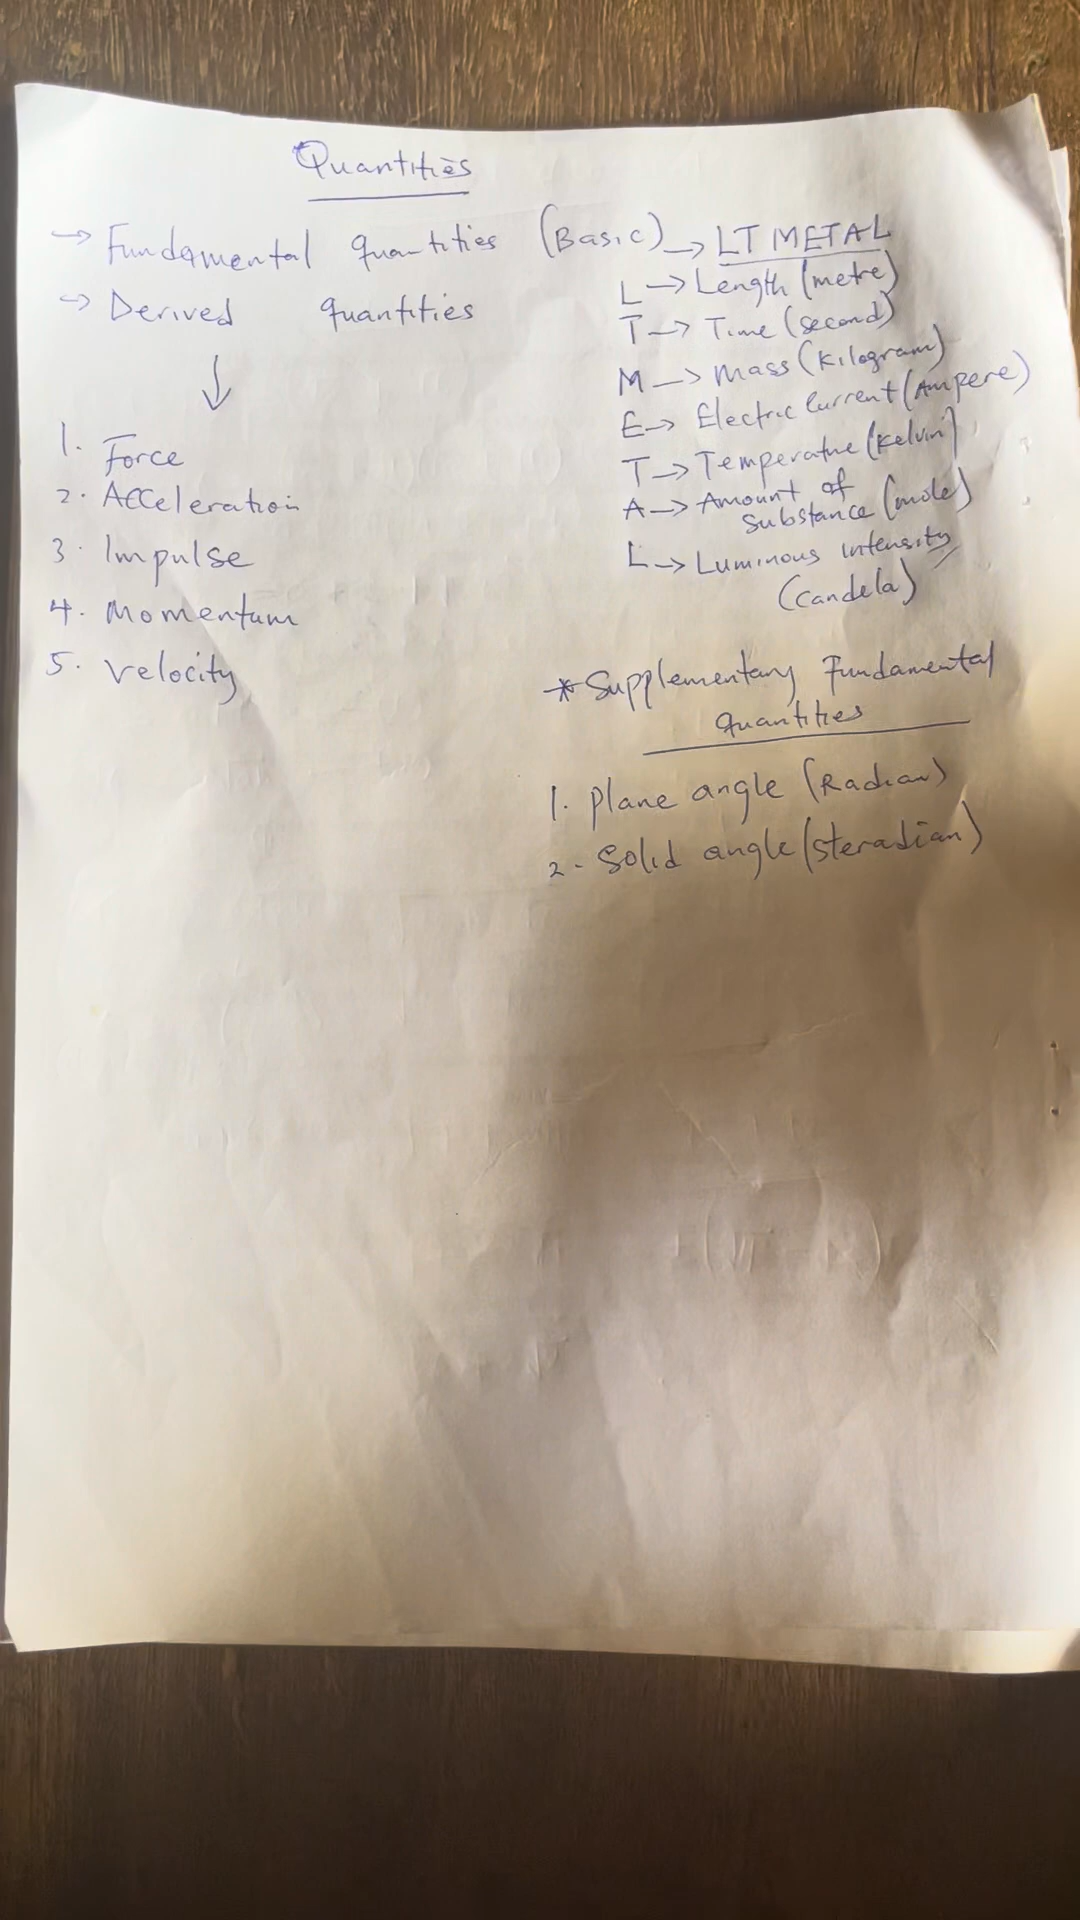 Quantities
→ Fundamental quantities (Basic) → LT METAL
→ Derived quantities
↓
1. Force
2. Acceleration
3. Impulse
4. Momentum
5. Velocity
L → Length (metre)
T → Time (second)
M → Mass (Kilogram)
E → Electric Current (Ampere)
T → Temperature (Kelvin)
A → Amount of
Substance (mole)
L → Luminous intensity
(Candela)
* Supplementary Fundamental
quantities
1. Plane angle (Radian)
2. Solid angle (steradian)